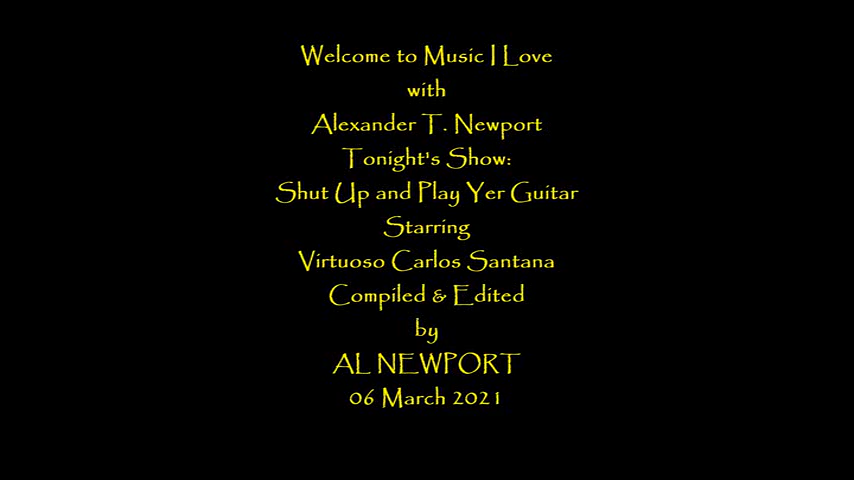 Welcome to Music I Love
with
Alexander T. Newport
Tonight's Show:
Shut Up and Play Yer Guitar
Starring
Virtuoso Carlos Santana
Compiled & Edited
by
AL NEWPORT
06 March 2021